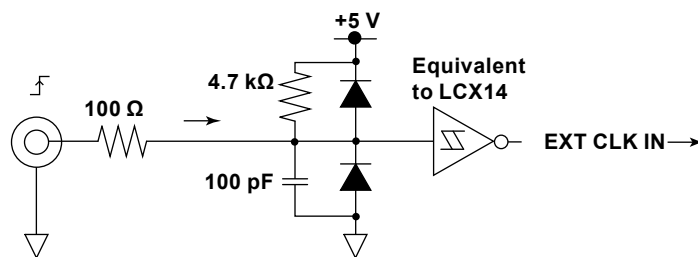 +5 V
4.7 kΩ
Equivalent
to LCX14
100 Ω
EXT CLK IN
100 pF